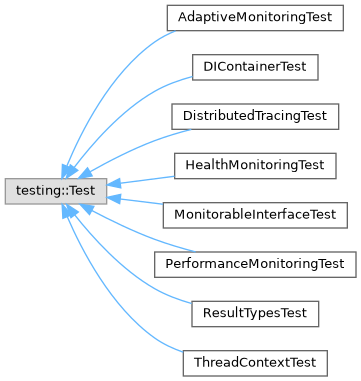 AdaptiveMonitoringTest
DIContainerTest
DistributedTracingTest
HealthMonitoringTest
testing::Test
MonitorableInterfaceTest
PerformanceMonitoringTest
ResultTypesTest
ThreadContextTest